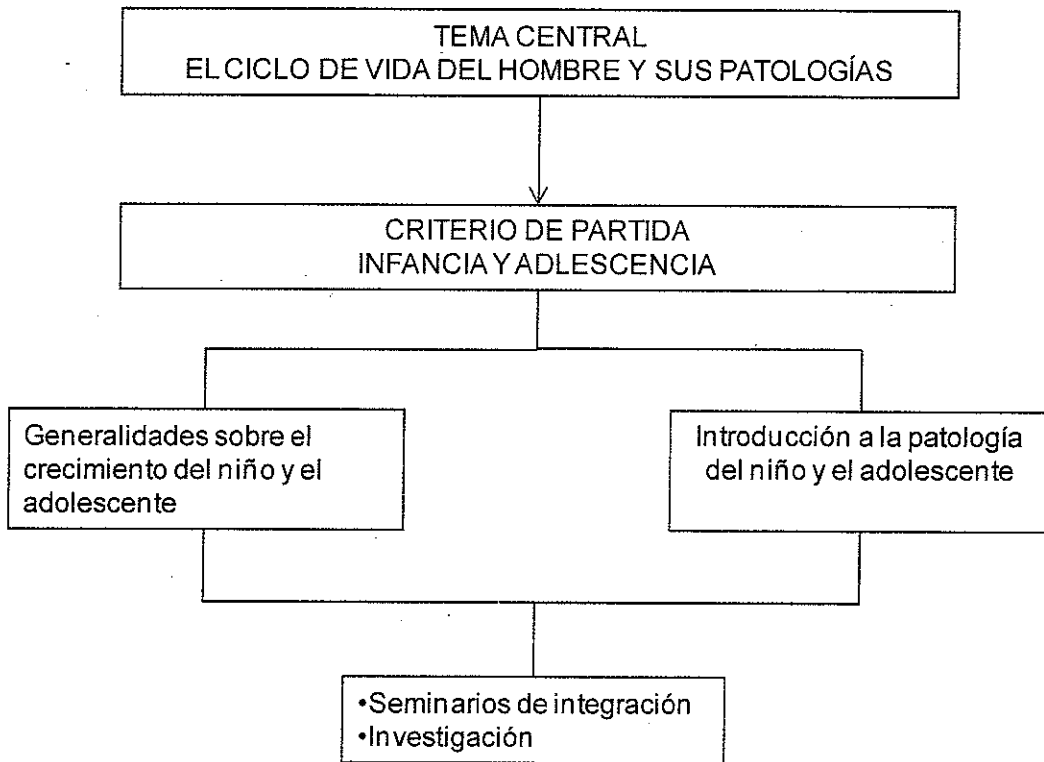 TEMA CENTRAL
EL CICLO DE VIDA DEL HOMBRE Y SUS PATOLOGÍAS
CRITERIO DE PARTIDA
INFANCIA Y ADLESCENCIA
Generalidades sobre el
crecimiento del niño y el
adolescente
Introducción a la patología
del niño y el adolescente
•Seminarios de integración
•Investigación